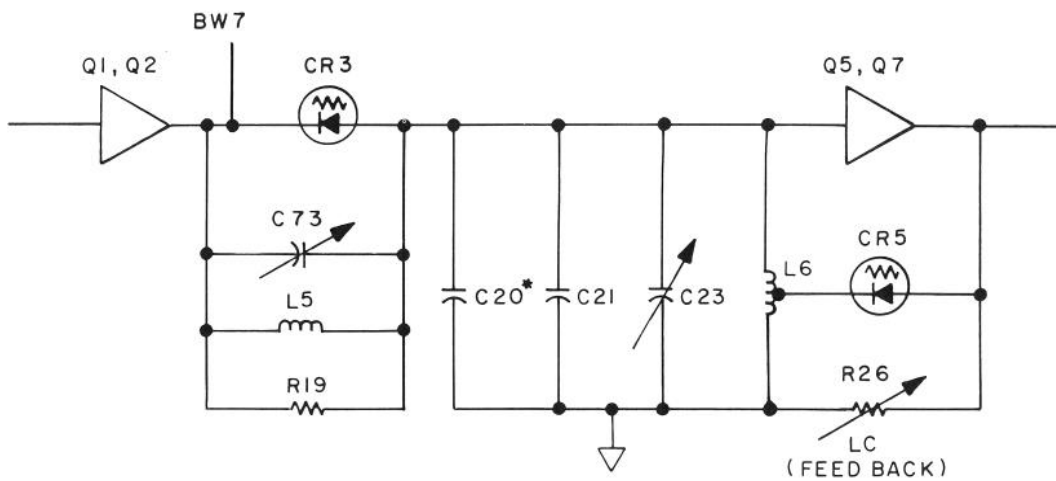 BW7
Q1, Q2
CR3
Q5, Q7
C73
CR5
L6
C20*
C21
C23
L5
R19
R26
LC
(FEED BACK)